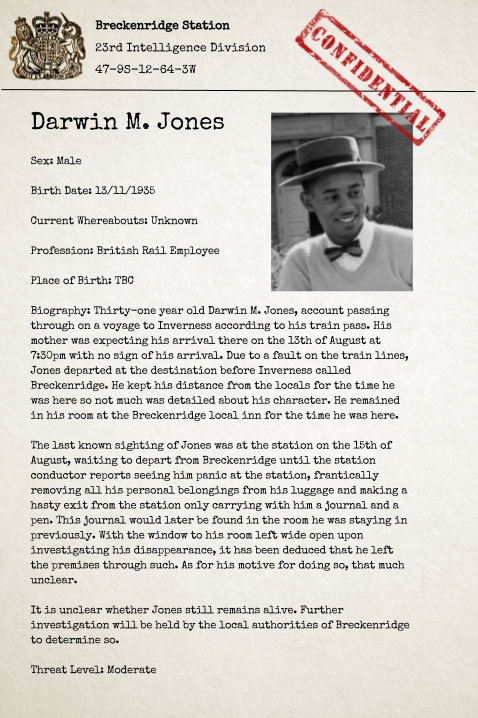 Breckenridge Station
23rd Intelligence Division
47-9S-12-64-3W
CONFIDENTIAL
Darwin M. Jones
Sex: Male
Birth Date: 13/11/1935
Current Whereabouts: Unknown
Profession: British Rail Employee
Place of Birth: TBC
Biography: Thirty-one year old Darwin M. Jones, account passing
through on a voyage to Inverness according to his train pass. His
mother was expecting his arrival there on the 13th of August at
7:30pm with no sign of his arrival. Due to a fault on the train lines,
Jones departed at the destination before Inverness called
Breckenridge. He kept his distance from the locals for the time he
was here so not much was detailed about his character. He remained
in his room at the Breckenridge local inn for the time he was here.
The last known sighting of Jones was at the station on the 15th of
August, waiting to depart from Breckenridge until the station
conductor reports seeing him panic at the station, frantically
removing all his personal belongings from his luggage and making a
hasty exit from the station only carrying with him a journal and a
pen. This journal would later be found in the room he was staying in
previously. With the window to his room left wide open upon
investigating his disappearance, it has been deduced that he left
the premises through such. As for his motive for doing so, that much
unclear.
It is unclear whether Jones still remains alive. Further
investigation will be held by the local authorities of Breckenridge
to determine so.
Threat Level: Moderate